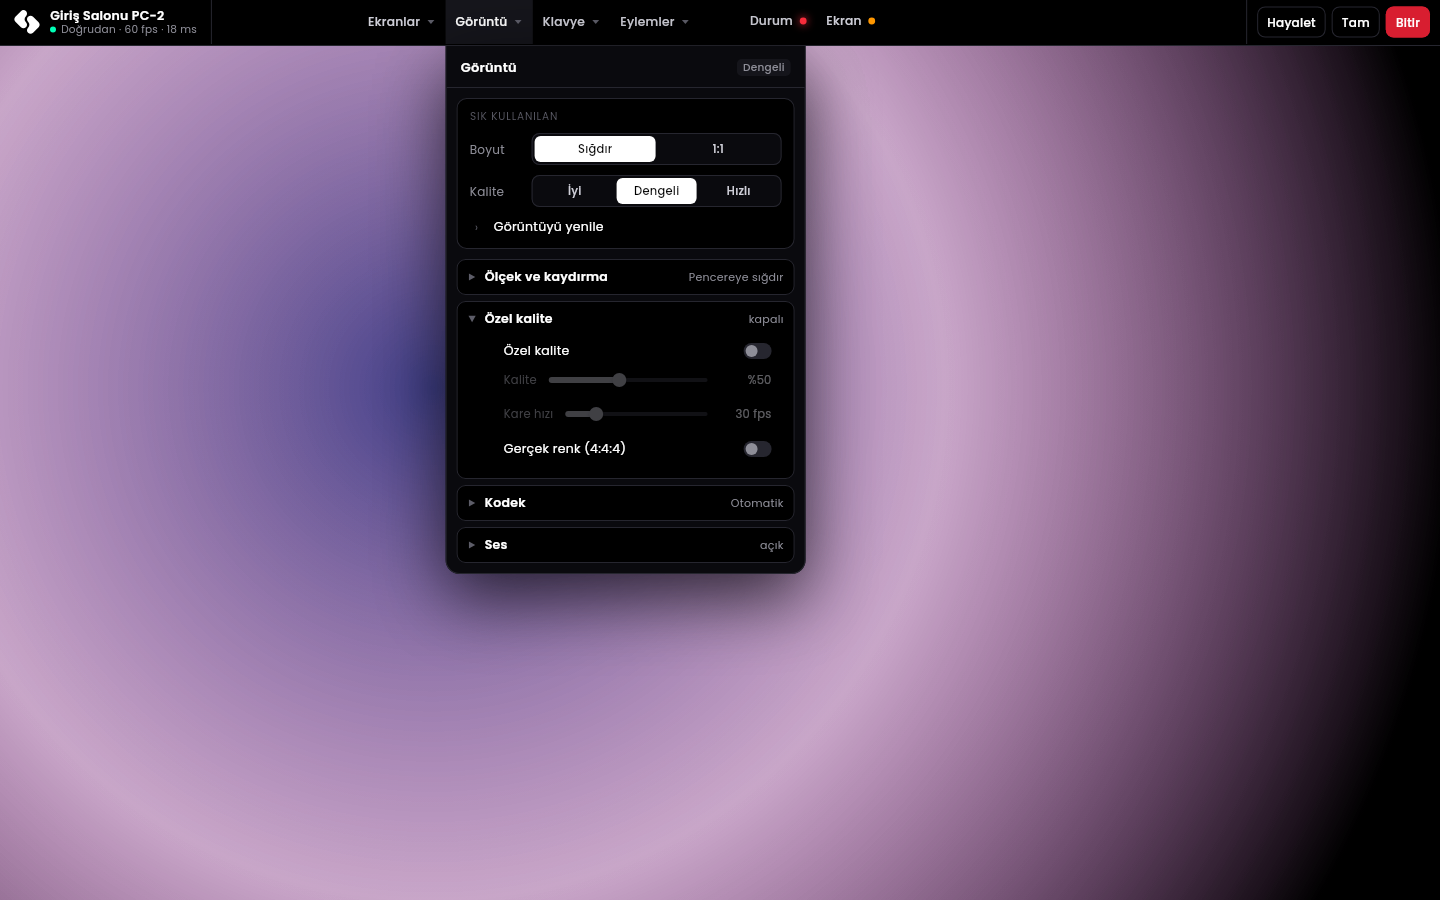 Giriş Salonu PC-2
Doğrudan · 60 fps · 18 ms
Ekranlar
Görüntü
Klavye
Eylemler
Durum
Ekran
Hayalet
Tam
Bitir
Görüntü
Dengeli
SIK KULLANILAN
Boyut
Sığdır
1:1
Kalite
İyi
Dengeli
Hızlı
Görüntüyü yenile
Ölçek ve kaydırma
Pencereye sığdır
Özel kalite
kapalı
Özel kalite
Kalite
%50
Kare hızı
30 fps
Gerçek renk (4:4:4)
Kodek
Otomatik
Ses
açık